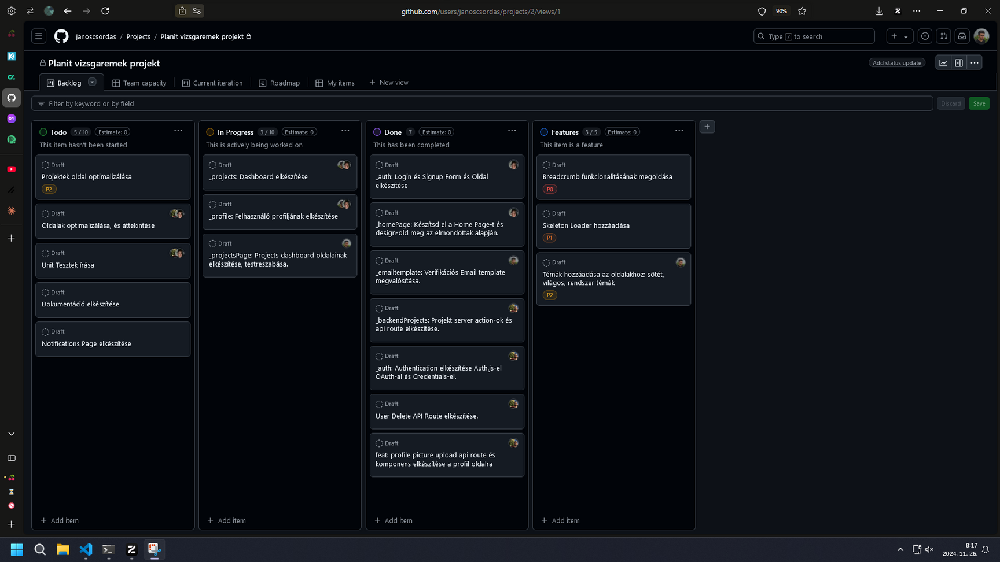 github.com/users/janoscsordas/projects/2/views/1
90%
janoscsordas / Projects / Planit vizsgaremek projekt
Type / to search
Planit vizsgaremek projekt
Add status update
Backlog
Team capacity
Current iteration
Roadmap
My items
New view
Filter by keyword or by field
Discard
Save
Todo 5 / 10 Estimate: 0
This item hasn't been started
Draft
Projektek oldal optimalizálása
P2
Draft
Oldalak optimalizálása, és áttekintése
Draft
Unit Tesztek írása
Draft
Dokumentáció elkészítése
Draft
Notifications Page elkészítése
Add item
In Progress 3 / 10 Estimate: 0
This is actively being worked on
Draft
_projects: Dashboard elkészítése
Draft
_profile: Felhasználó profiljának elkészítése
Draft
_projectsPage: Projects dashboard oldalainak
elkészítése, testreszabása.
Add item
Done 7 Estimate: 0
This has been completed
Draft
_auth: Login és Signup Form és Oldal
elkészítése
Draft
_homePage: Készítsd el a Home Page-t és
design-old meg az elmondottak alapján.
Draft
_emailtemplate: Verifikációs Email template
megvalósítása.
Draft
_backendProjects: Projekt server action-ok és
api route elkészítése.
Draft
_auth: Authentication elkészítése Auth.js-el
OAuth-al és Credentials-el.
Draft
User Delete API Route elkészítése.
Draft
feat: profile picture upload api route és
komponens elkészítése a profil oldalra
Add item
Features 3 / 5 Estimate: 0
This item is a feature
Draft
Breadcrumb funkcionalitásának megoldása
P0
Draft
Skeleton Loader hozzáadása
P1
Draft
Témák hozzáadása az oldalakhoz: sötét,
világos, rendszer témák
P2
Add item
8:17
2024. 11. 26.